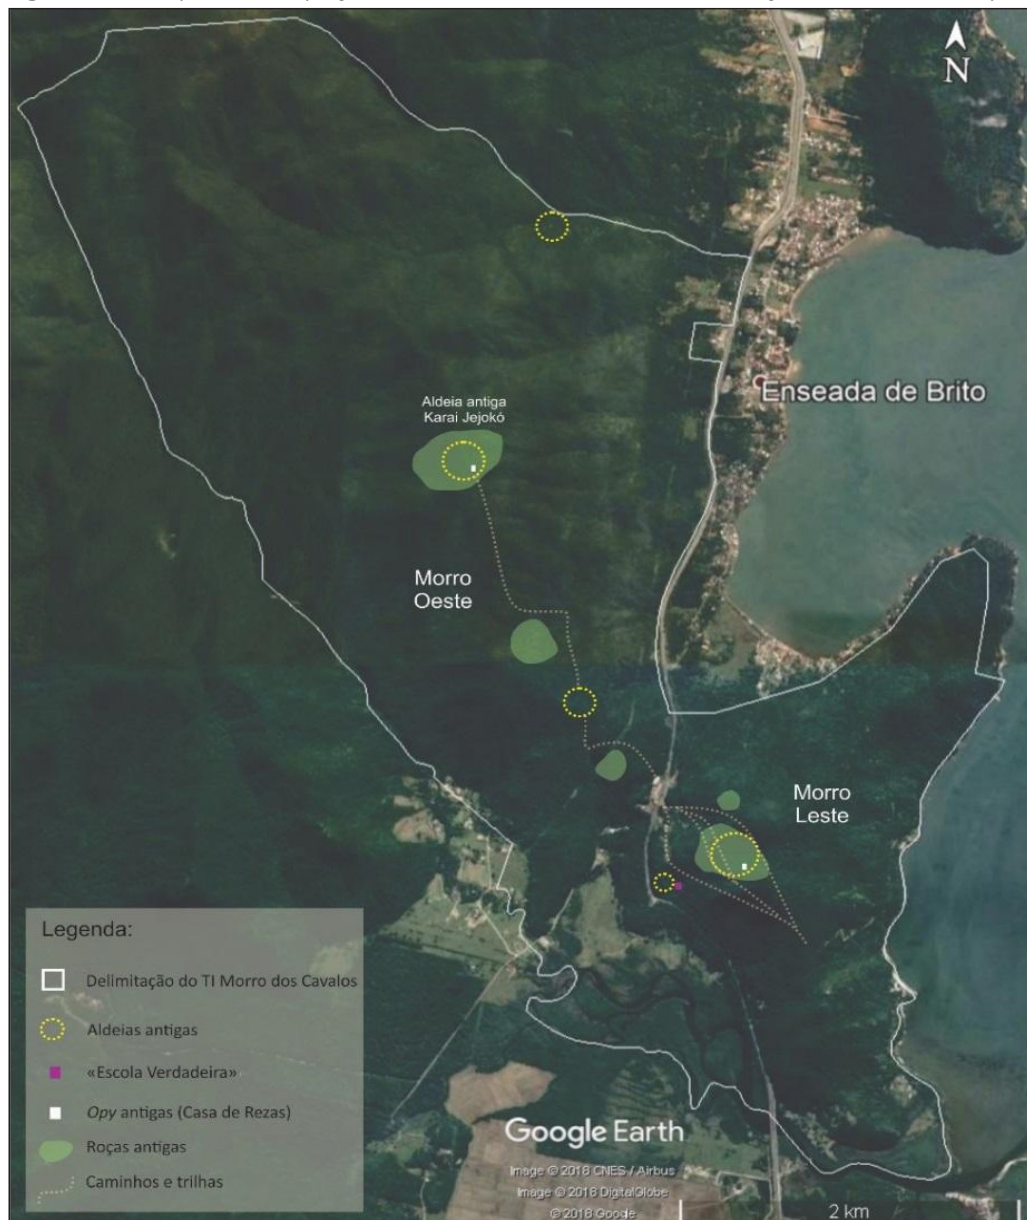 N
Enseada de Brito
Aldeia antiga
Karai Jejokó
Morro
Oeste
Morro
Leste
Legenda:
Delimitação do TI Morro dos Cavalos
Aldeias antigas
«Escola Verdadeira»
Opy antigas (Casa de Rezas)
Roças antigas
Caminhos e trilhas
Google Earth
Image © 2018 CNES / Airbus
Image © 2018 DigitalGlobe
© 2018 Google
2 km